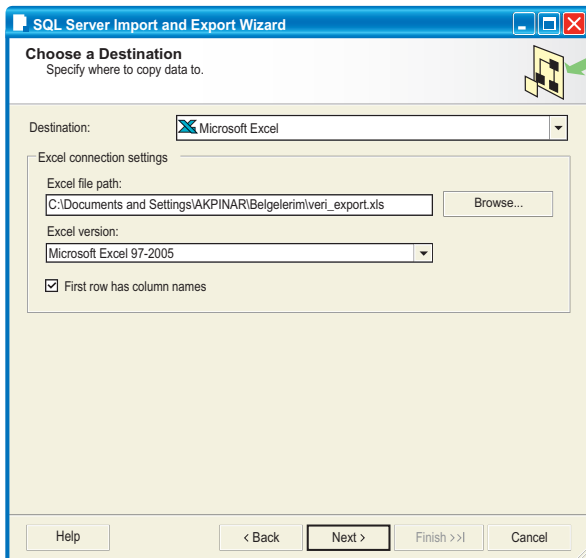 SQL Server Import and Export Wizard
Choose a Destination
Specify where to copy data to.
Destination: Microsoft Excel
Excel connection settings
Excel file path:
C:\Documents and Settings\AKPINAR\Belgelerim\veri_export.xls Browse...
Excel version:
Microsoft Excel 97-2005
First row has column names
Help < Back Next > Finish >>I Cancel